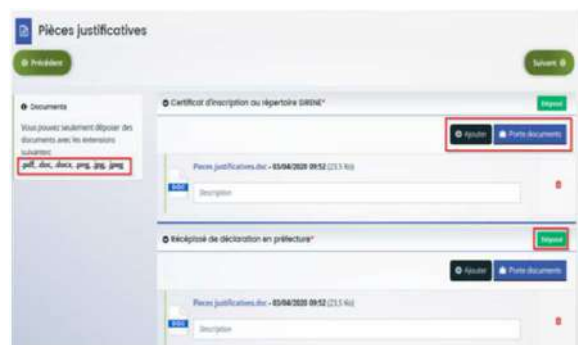 Pièces justificatives
Précédent
Suivant
Documents
Vous pouvez seulement déposer des
documents avec les extensions
suivantes:
.pdf, .doc, .docx, .png, .jpg, .jpeg
Certificat d'inscription au répertoire SIRENE*
Déposé
Ajouter
Porte documents
Pieces justificatives.doc - 03/04/2020 09:52 (23,5 Ko)
DOC
Description
Récépissé de déclaration en préfecture*
Déposé
Ajouter
Porte documents
Pieces justificatives.doc - 03/04/2020 09:52 (23,5 Ko)
DOC
Description